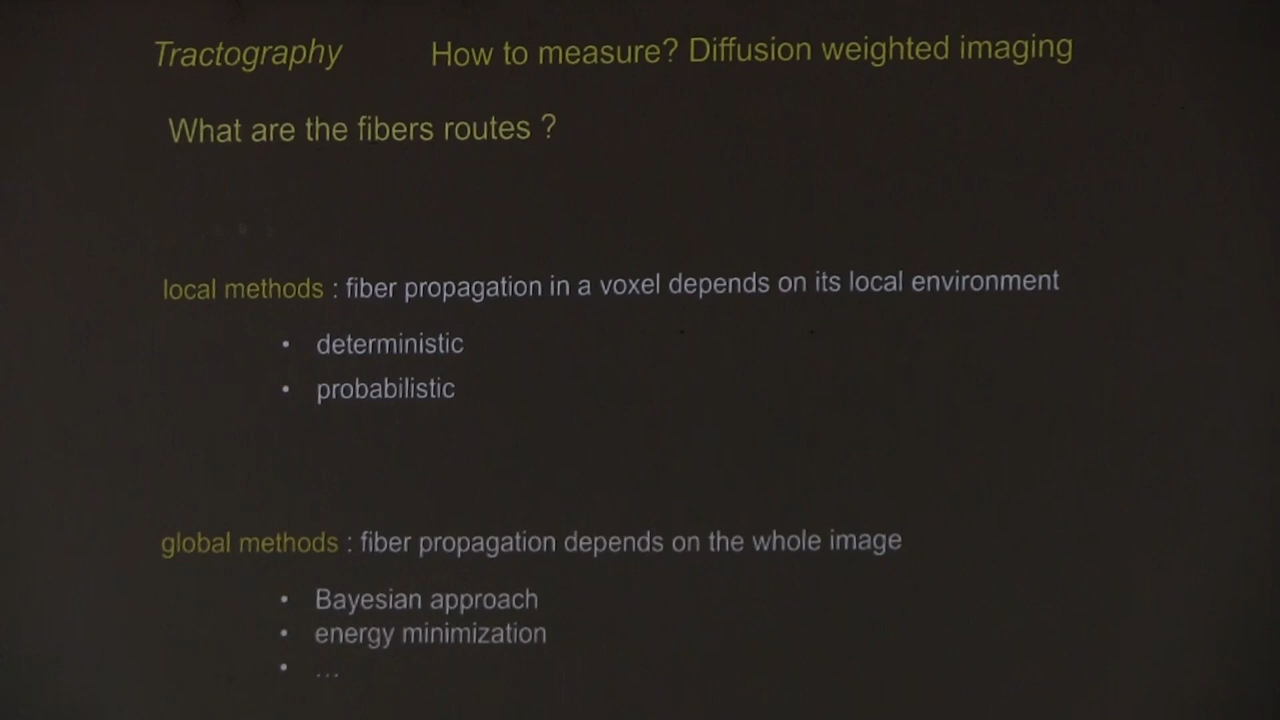 Tractography How to measure? Diffusion weighted imaging
What are the fibers routes ?
local methods : fiber propagation in a voxel depends on its local environment
• deterministic
• probabilistic
global methods : fiber propagation depends on the whole image
• Bayesian approach
• energy minimization
• ...